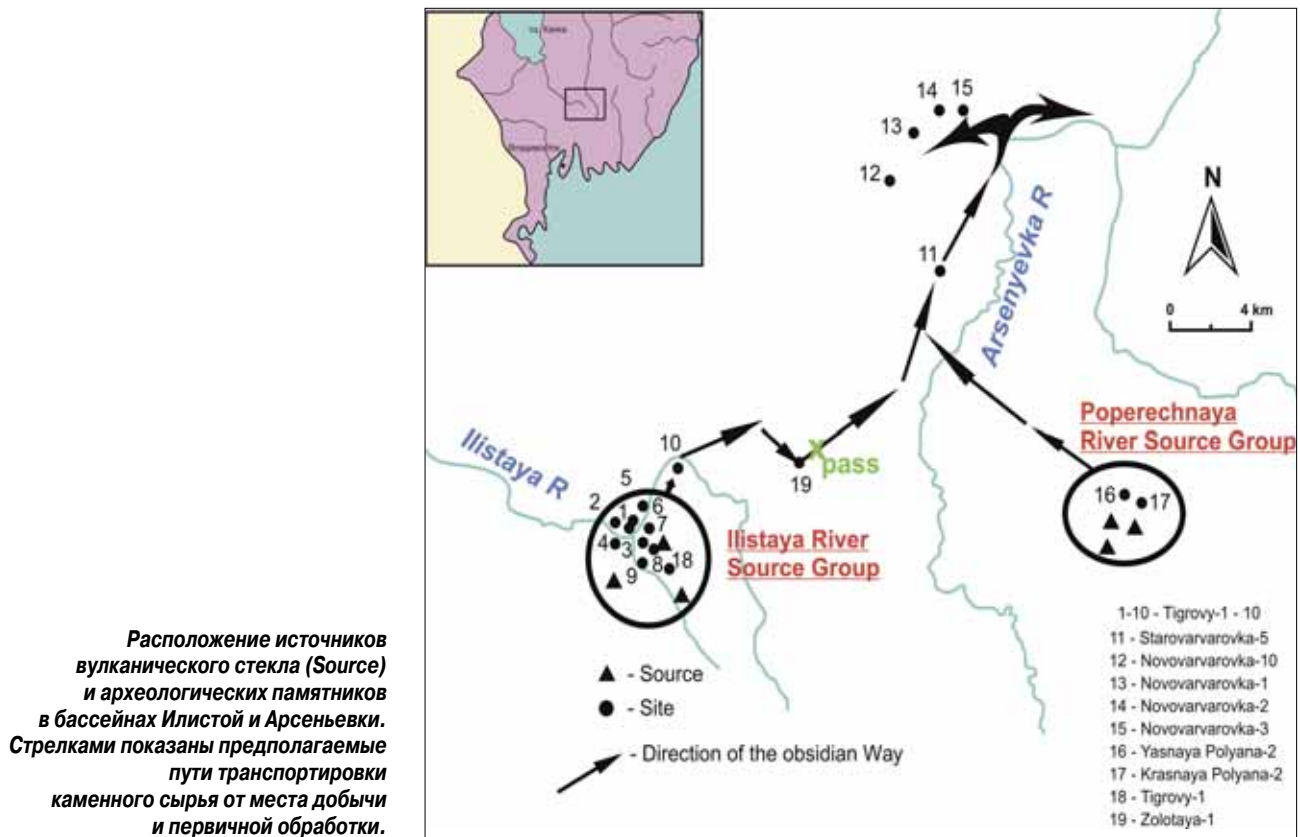 оз. Ханка
Владивосток
14
15
13
12
N
0 4 km
11
Arsenyevka R
Poperechnaya
River Source Group
Ilistaya R
10
19
pass
X
16
17
5
2
1
6
7
4
3
8
18
9
Ilistaya River
Source Group
- Source
- Site
- Direction of the obsidian Way
1-10 - Tigrovy-1 - 10
11 - Starovarvarovka-5
12 - Novovarvarovka-10
13 - Novovarvarovka-1
14 - Novovarvarovka-2
15 - Novovarvarovka-3
16 - Yasnaya Polyana-2
17 - Krasnaya Polyana-2
18 - Tigrovy-1
19 - Zolotaya-1
Расположение источников
вулканического стекла (Source)
и археологических памятников
в бассейнах Илистой и Арсеньевки.
Стрелками показаны предполагаемые
пути транспортировки
каменного сырья от места добычи
и первичной обработки.